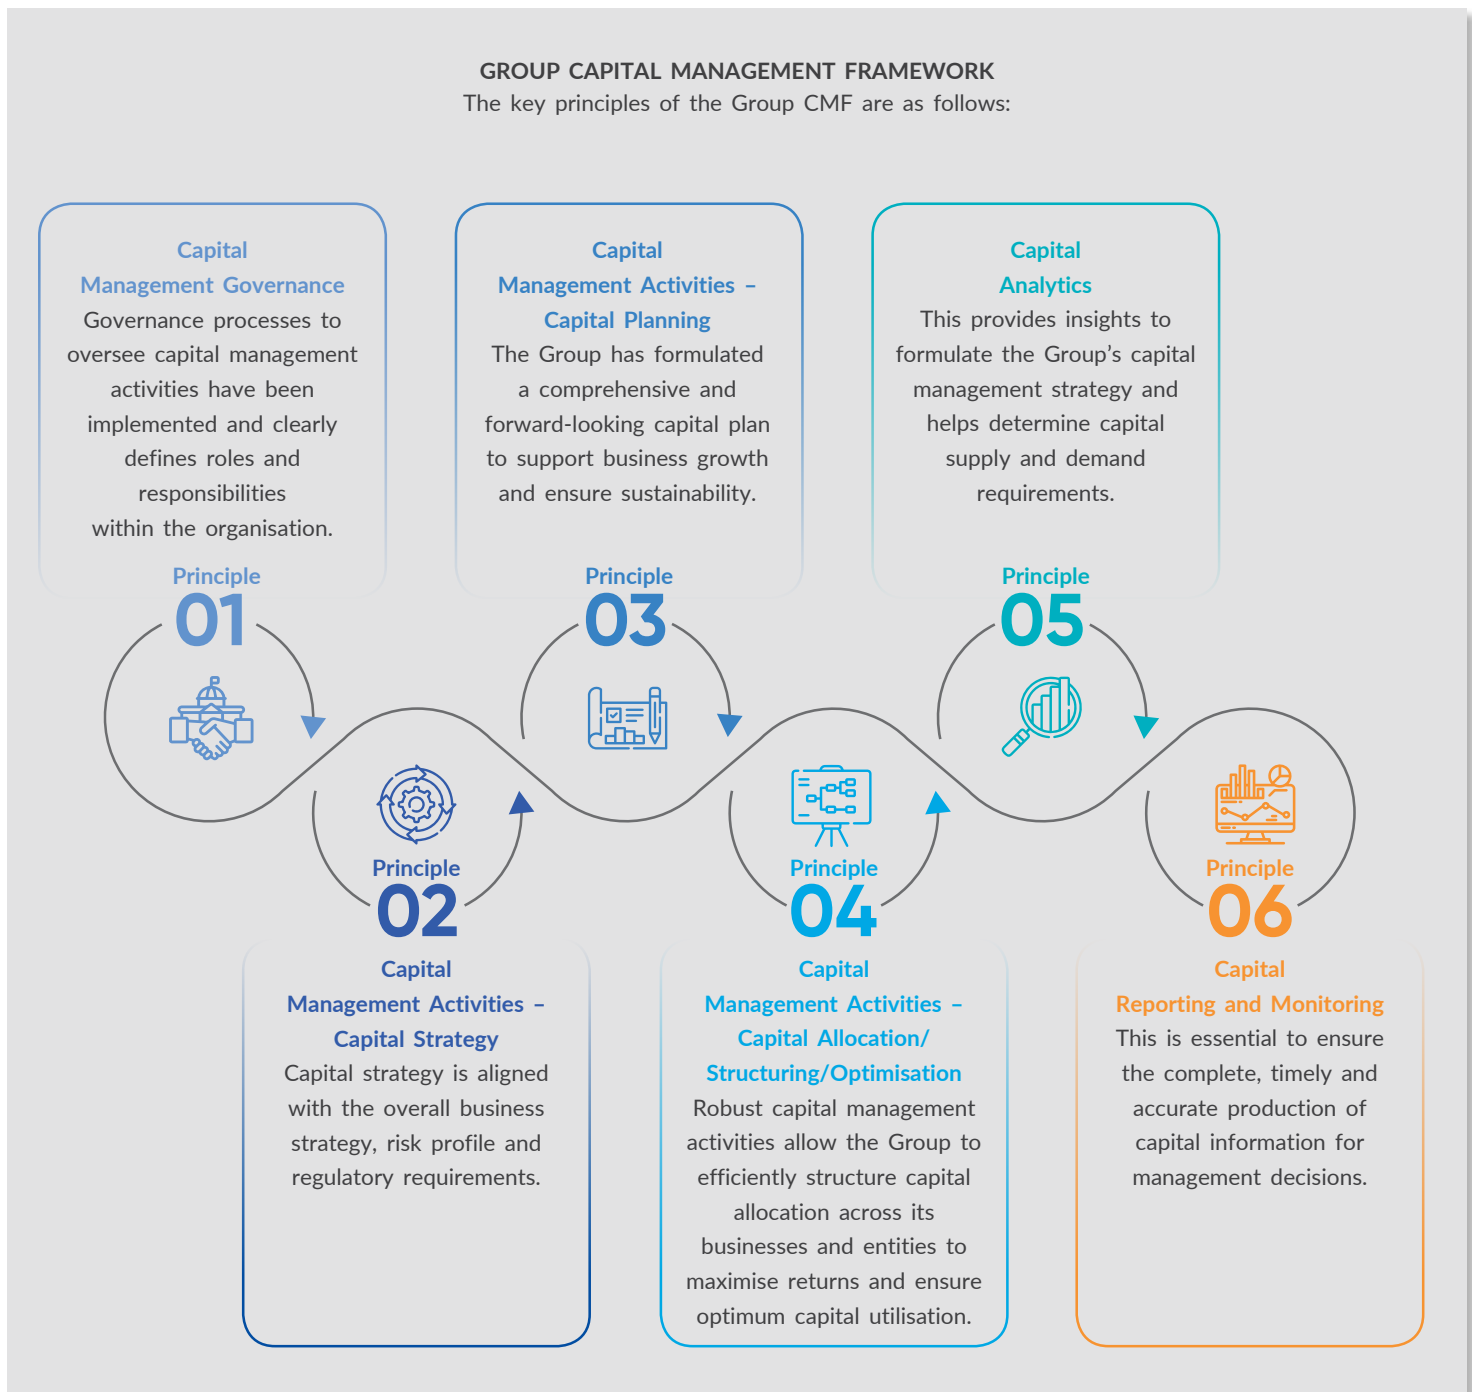 GROUP CAPITAL MANAGEMENT FRAMEWORK
The key principles of the Group CMF are as follows:
Capital
Management Governance
Governance processes to
oversee capital management
activities have been
implemented and clearly
defines roles and
responsibilities
within the organisation.
Principle
01
Principle
02
Capital
Management Activities –
Capital Strategy
Capital strategy is aligned
with the overall business
strategy, risk profile and
regulatory requirements.
Capital
Management Activities –
Capital Planning
The Group has formulated
a comprehensive and
forward-looking capital plan
to support business growth
and ensure sustainability.
Principle
03
Principle
04
Capital
Management Activities –
Capital Allocation/
Structuring/Optimisation
Robust capital management
activities allow the Group to
efficiently structure capital
allocation across its
businesses and entities to
maximise returns and ensure
optimum capital utilisation.
Capital
Analytics
This provides insights to
formulate the Group’s capital
management strategy and
helps determine capital
supply and demand
requirements.
Principle
05
Principle
06
Capital
Reporting and Monitoring
This is essential to ensure
the complete, timely and
accurate production of
capital information for
management decisions.